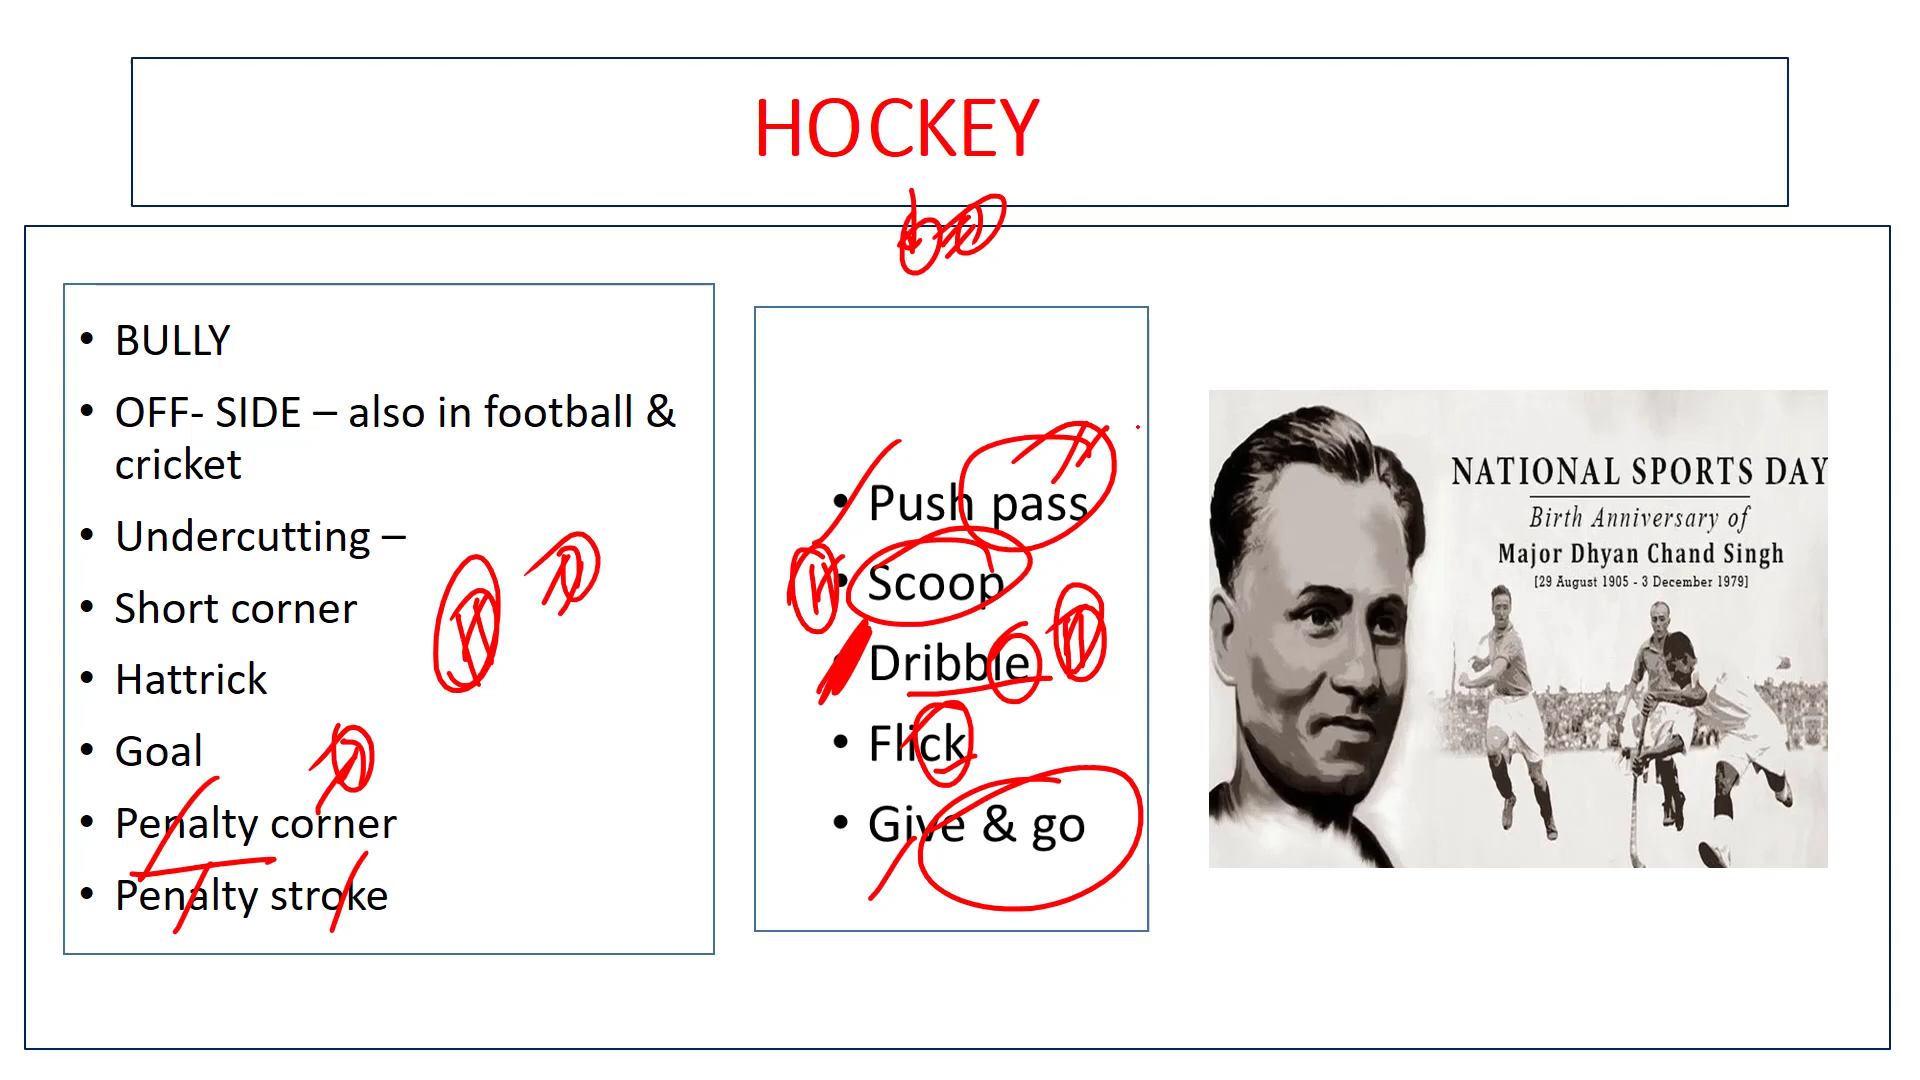 HOCKEY
• BULLY
• OFF- SIDE – also in football &
cricket
• Undercutting –
• Short corner
• Hattrick
• Goal
• Penalty corner
• Penalty stroke
• Push pass
• Scoop
• Dribble
• Flick
• Give & go
NATIONAL SPORTS DAY
Birth Anniversary of
Major Dhyan Chand Singh
[29 August 1905 - 3 December 1979]